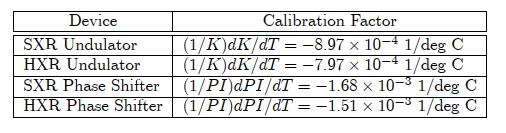 Device Calibration Factor
SXR Undulator (1/K)dK/dT = −8.97 × 10⁻⁴ 1/deg C
HXR Undulator (1/K)dK/dT = −7.97 × 10⁻⁴ 1/deg C
SXR Phase Shifter (1/PI)dPI/dT = −1.68 × 10⁻³ 1/deg C
HXR Phase Shifter (1/PI)dPI/dT = −1.51 × 10⁻³ 1/deg C